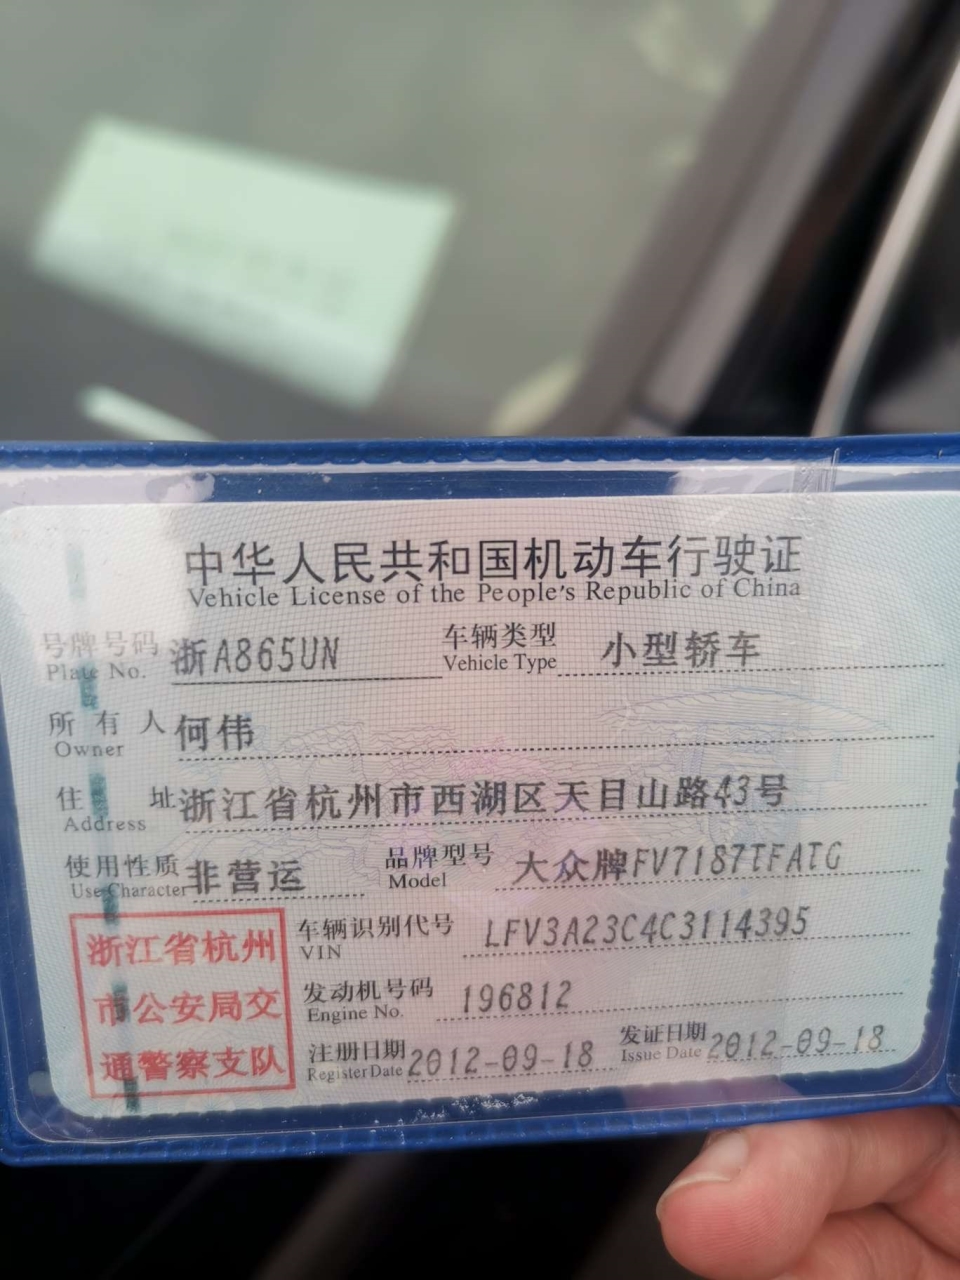 中华人民共和国机动车行驶证
Vehicle License of the People's Republic of China
号牌号码 浙A865UN 车辆类型 小型轿车
Plate No. Vehicle Type
所有人 何伟
Owner
住址 浙江省杭州市西湖区天目山路43号
Address
使用性质 非营运 品牌型号 大众牌FV7187TFATG
Use Character Model
浙江省杭州
市公安局交
通警察支队
车辆识别代号 LFV3A23C4C3114395
VIN
发动机号码 196812
Engine No.
注册日期 2012-09-18 发证日期 2012-09-18
Register Date Issue Date